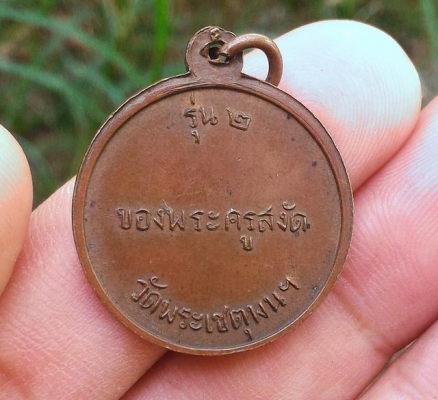 รุ่น ๒
ของพระครูสงัด
วัดพระเชตุพนฯ